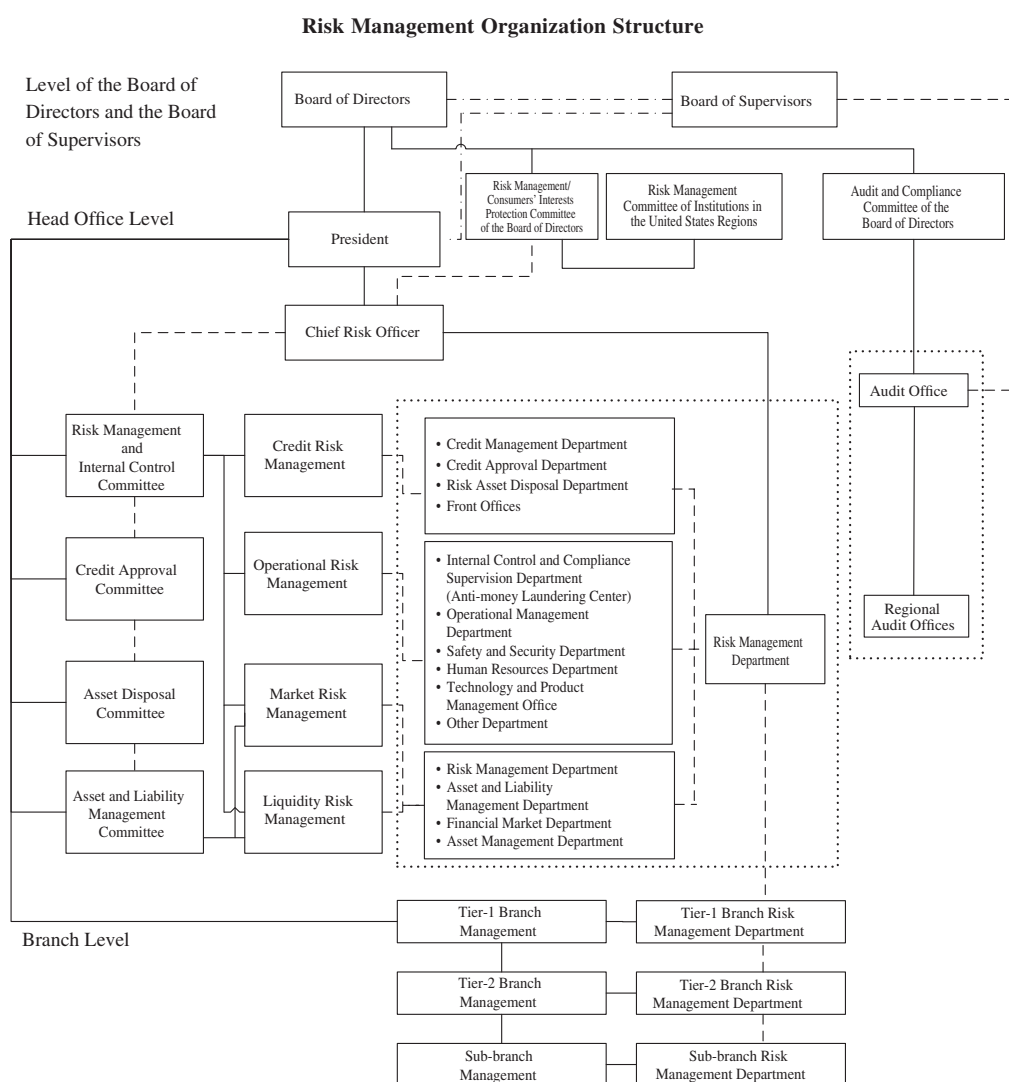 Risk Management Organization Structure
Level of the Board of
Directors and the Board
of Supervisors
Board of Directors
Board of Supervisors
Risk Management/
Consumers' Interests
Protection Committee
of the Board of Directors
Risk Management
Committee of Institutions in
the United States Regions
Audit and Compliance
Committee of the
Board of Directors
Head Office Level
President
Chief Risk Officer
Audit Office
Regional
Audit Offices
Risk Management
and
Internal Control
Committee
Credit Approval
Committee
Asset Disposal
Committee
Asset and Liability
Management
Committee
Credit Risk
Management
Operational Risk
Management
Market Risk
Management
Liquidity Risk
Management
• Credit Management Department
• Credit Approval Department
• Risk Asset Disposal Department
• Front Offices
• Internal Control and Compliance
Supervision Department
(Anti-money Laundering Center)
• Operational Management
Department
• Safety and Security Department
• Human Resources Department
• Technology and Product
Management Office
• Other Department
• Risk Management Department
• Asset and Liability
Management Department
• Financial Market Department
• Asset Management Department
Risk Management
Department
Branch Level
Tier-1 Branch
Management
Tier-1 Branch Risk
Management Department
Tier-2 Branch
Management
Tier-2 Branch Risk
Management Department
Sub-branch
Management
Sub-branch Risk
Management Department